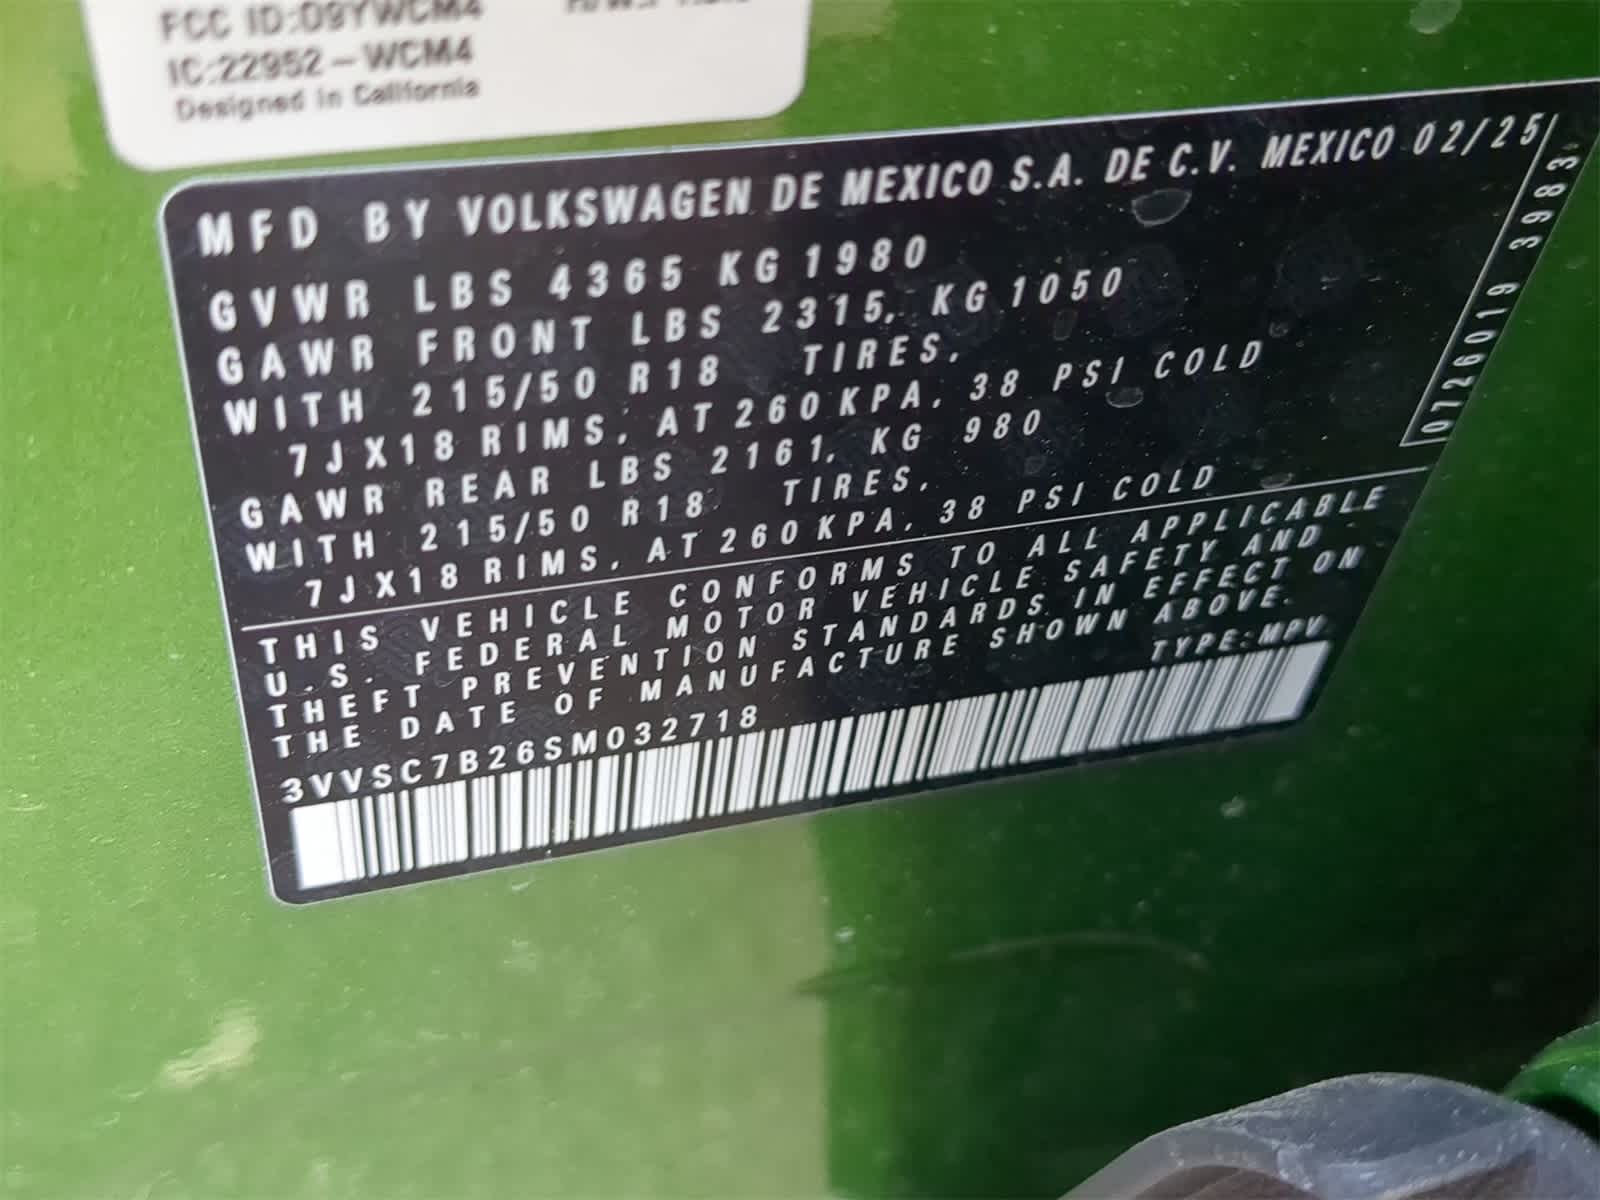 FCC ID:O9YWCM4
IC:22952-WCM4
Designed in California
MFD BY VOLKSWAGEN DE MEXICO S.A. DE C.V. MEXICO 02/25/
GVWR LBS 4365 KG 1980
GAWR FRONT LBS 2315, KG 1050
WITH 215/50 R18 TIRES,
7JX18 RIMS, AT 260 KPA, 38 PSI COLD
GAWR REAR LBS 2161, KG 980
WITH 215/50 R18 TIRES,
7JX18 RIMS, AT 260 KPA, 38 PSI COLD
0726019 3983
THIS VEHICLE CONFORMS TO ALL APPLICABLE
U.S. FEDERAL MOTOR VEHICLE SAFETY AND
THEFT PREVENTION STANDARDS IN EFFECT ON
THE DATE OF MANUFACTURE SHOWN ABOVE.
TYPE:MPV
3VVSC7B26SM032718